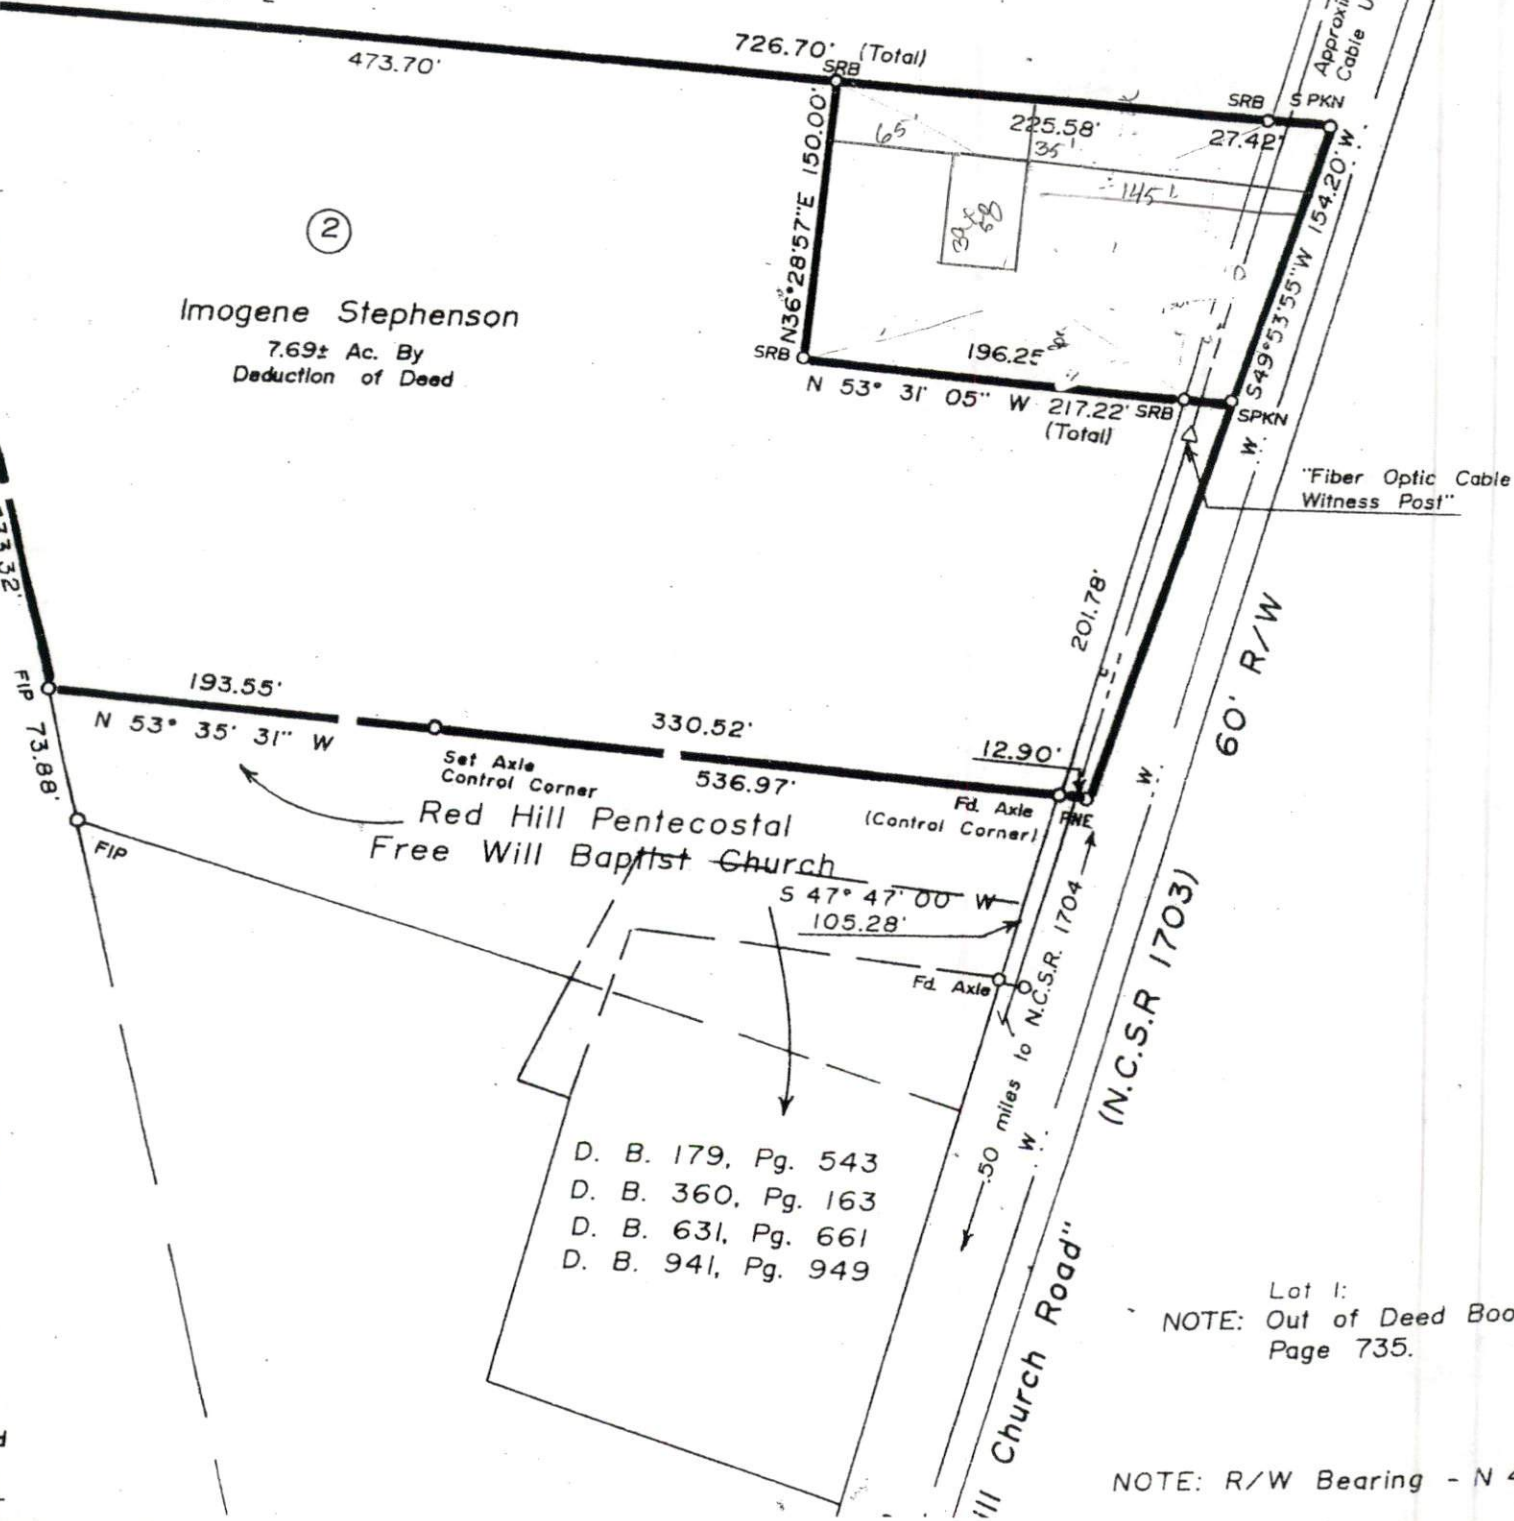 726.70' (Total)
473.70'
SRB
SRB
SPKN
225.58'
27.42'
65'
35'
145'
N36°28'57"E 150.00'
S49°53'55"W 154.20'
W
2
Imogene Stephenson
7.69± Ac. By
Deduction of Deed
SRB
196.25
N 53° 31' 05" W
217.22'
(Total)
SRB
SPKN
W
"Fiber Optic Cable
Witness Post"
201.78'
60' R/W
FIP
193.55'
N 53° 35' 31" W
73.88'
FIP
330.52'
536.97'
12.90'
Set Axle
Control Corner
Fd. Axle
(Control Corner)
W
Red Hill Pentecostal
Free Will Baptist Church
S 47° 47' 00" W
105.28'
Fd. Axle
.50 miles to N.C.S.R. 1704
W
(N.C.S.R 1703)
D. B. 179, Pg. 543
D. B. 360, Pg. 163
D. B. 631, Pg. 661
D. B. 941, Pg. 949
Church Road"
Lot 1:
NOTE: Out of Deed Boo
Page 735.
NOTE: R/W Bearing - N
Cable